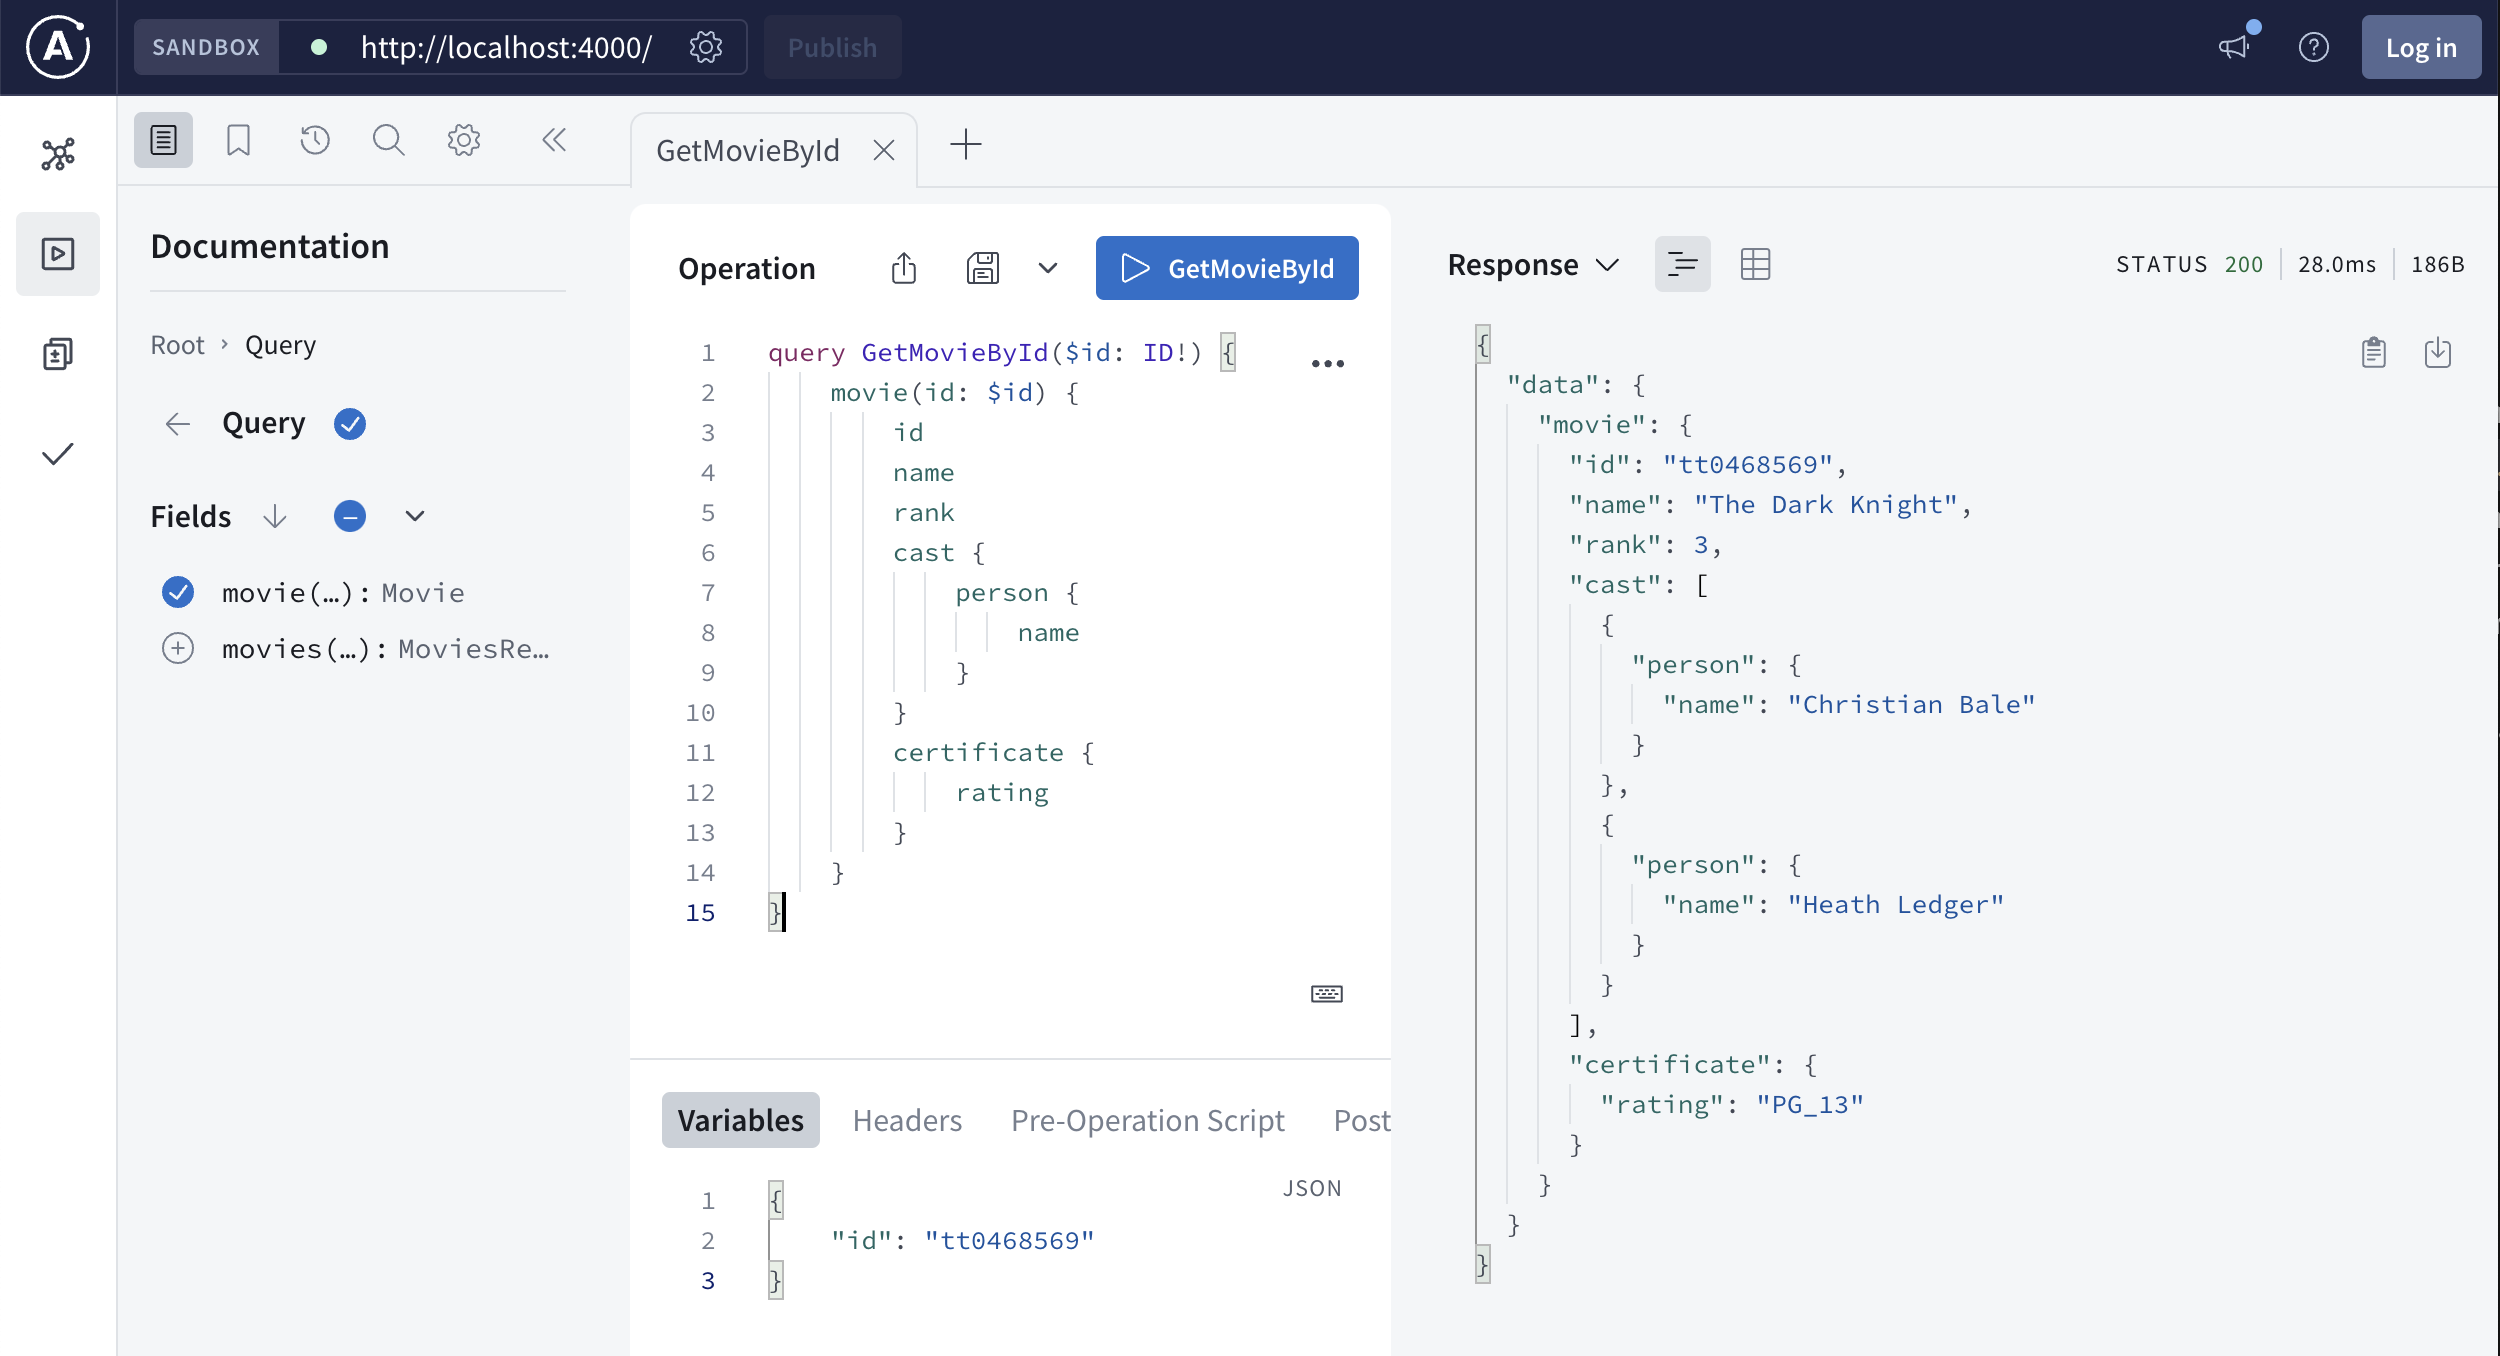 SANDBOX http://localhost:4000/ Publish Log in
GetMovieById
Documentation
Root › Query
Query
Fields
movie(…): Movie
movies(…): MoviesRe…
Operation GetMovieById
1 query GetMovieById($id: ID!) {
2 movie(id: $id) {
3 id
4 name
5 rank
6 cast {
7 person {
8 name
9 }
10 }
11 certificate {
12 rating
13 }
14 }
15 }
Variables Headers Pre-Operation Script Post
JSON
1 {
2 "id": "tt0468569"
3 }
Response STATUS 200 28.0ms 186B
{
"data": {
"movie": {
"id": "tt0468569",
"name": "The Dark Knight",
"rank": 3,
"cast": [
{
"person": {
"name": "Christian Bale"
}
},
{
"person": {
"name": "Heath Ledger"
}
}
],
"certificate": {
"rating": "PG_13"
}
}
}
}